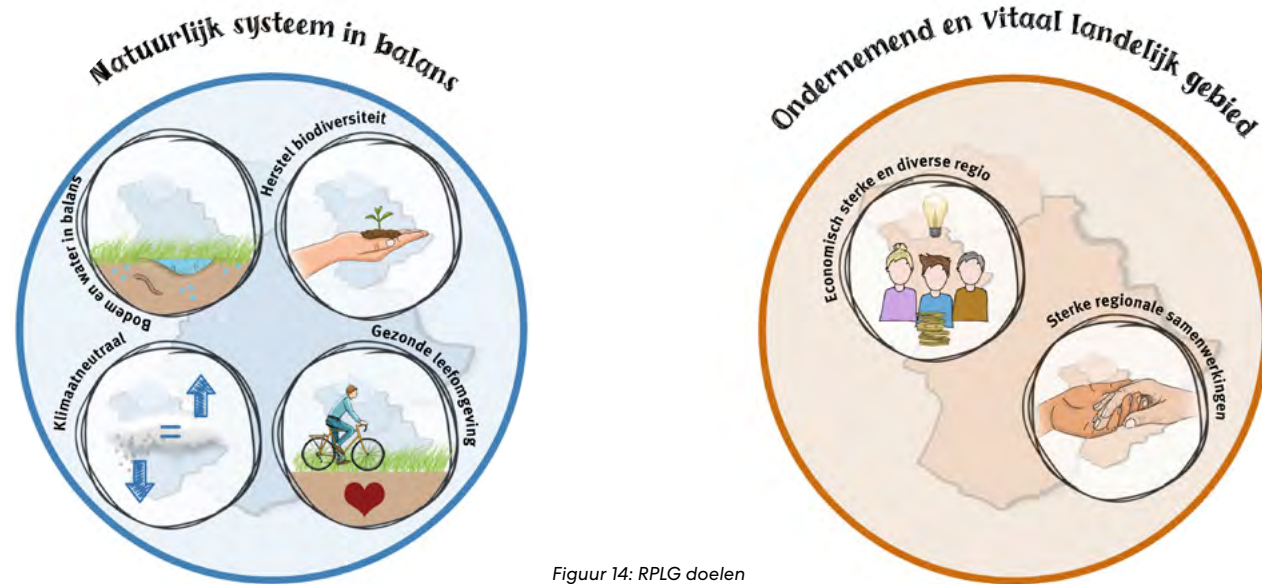 Natuurlijk systeem in balans
Bodem en water in balans
Herstel biodiversiteit
Klimaatneutraal
Gezonde leefomgeving
Ondernemend en vitaal landelijk gebied
Economisch sterke en diverse regio
Sterke regionale samenwerkingen
Figuur 14: RPLG doelen